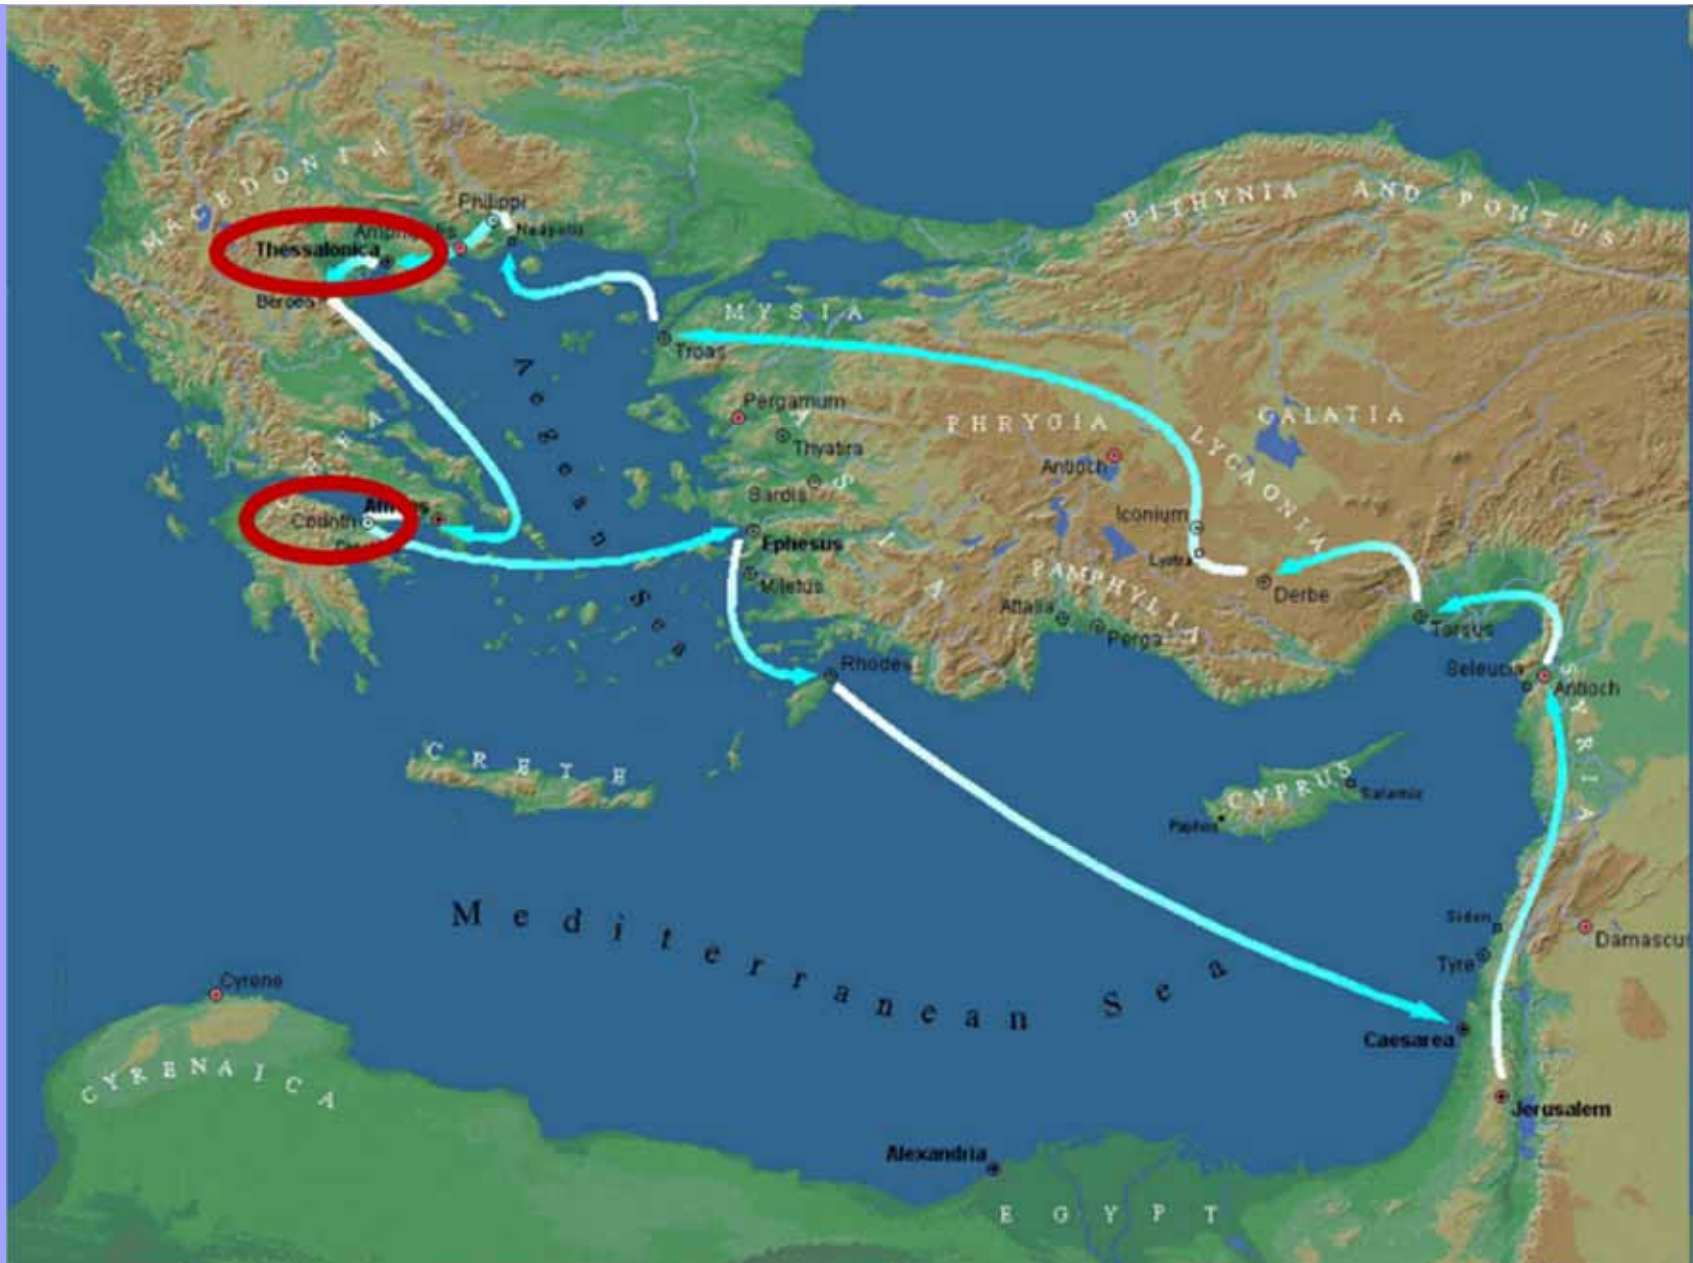 MACEDONIA
BITHYNIA AND PONTUS
Philippi
Neapolis
Thessalonica
MYSIA
Troas
Aegean Sea
Pergamum
Thyatira
Sardis
ASIA
PHRYGIA
GALATIA
LYCAONIA
Antioch
Iconium
Lystra
Derbe
PAMPHYLIA
Attalia
Perga
Corinth
Ephesus
Miletus
Tarsus
Seleucia
Antioch
SYRIA
Rhodes
CRETE
CYPRUS
Salamis
Paphos
Mediterranean Sea
Sidon
Tyre
Damascus
Cyrene
CYRENAICA
Caesarea
Jerusalem
Alexandria
EGYPT